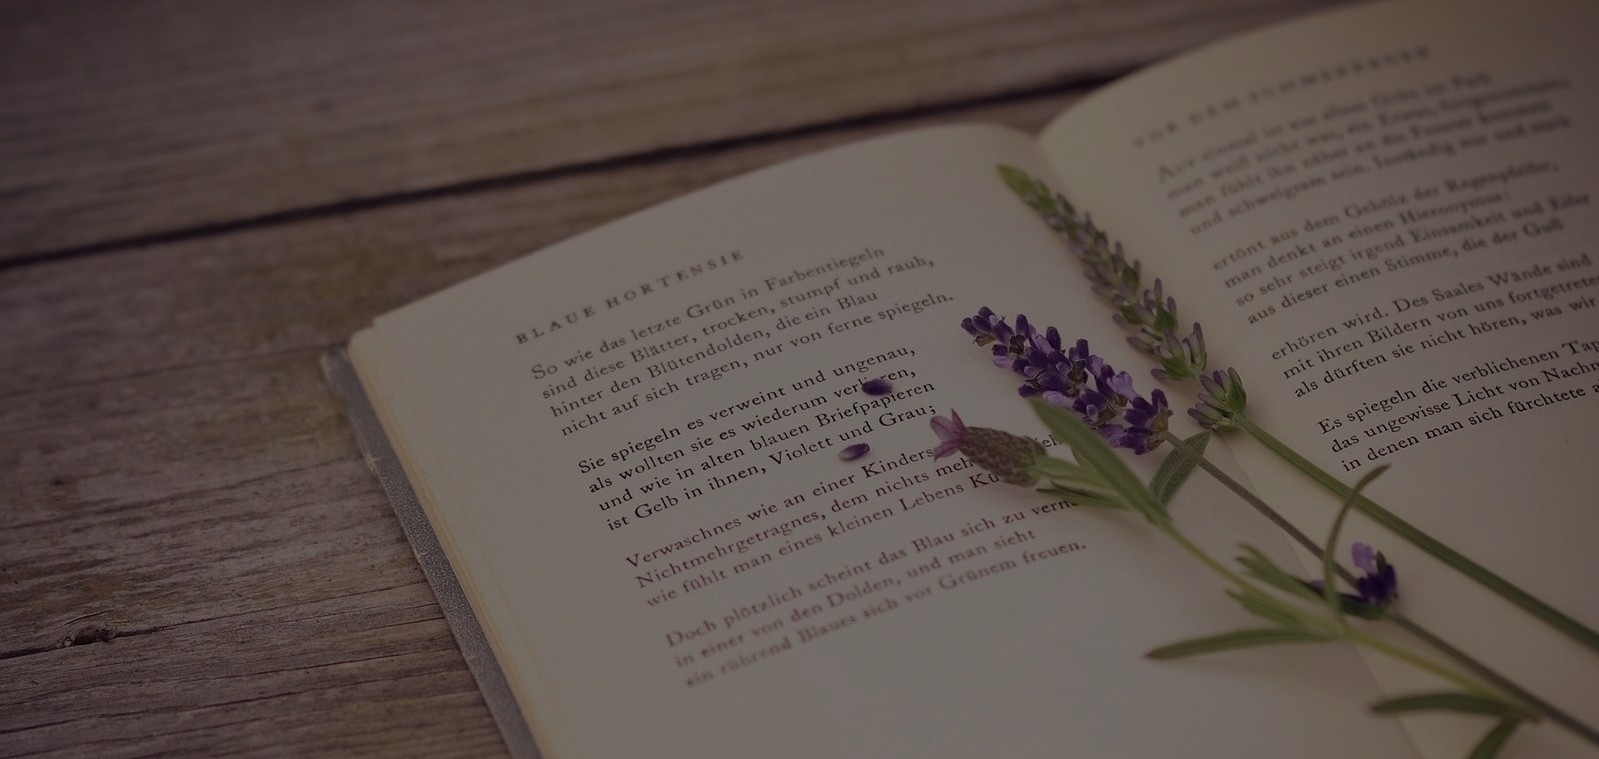 BLAUE HORTENSIE
So wie das letzte Grün in Farbentiegeln
sind diese Blätter, trocken, stumpf und rauh,
hinter den Blütendolden, die ein Blau
nicht auf sich tragen, nur von ferne spiegeln.
Sie spiegeln es verweint und ungenau,
als wollten sie es wiederum verlieren,
und wie in alten blauen Briefpapieren
ist Gelb in ihnen, Violett und Grau;
Verwaschnes wie an einer Kinders
Nichtmehrgetragnes, dem nichts meh ieh
wie fühlt man eines kleinen Lebens Kü
Doch plötzlich scheint das Blau sich zu verne
in einer von den Dolden, und man sieht
ein rührend Blaues sich vor Grünem freuen.
VOR DEM SOMMERREGEN
Auf einmal ist aus allem Grün im Park
man weiß nicht was, ein Etwas, fortgenommen;
man fühlt ihn näher an die Fenster kommen
und schweigsam sein. Inständig nur und stark
ertönt aus dem Gehölz der Regenpfeifer,
man denkt an einen Hieronymus:
so sehr steigt irgend Einsamkeit und Eifer
aus dieser einen Stimme, die der Guß
erhören wird. Des Saales Wände sind
mit ihren Bildern von uns fortgetreten
als dürften sie nicht hören, was wir
Es spiegeln die verblichenen Tap
das ungewisse Licht von Nachm
in denen man sich fürchtete a